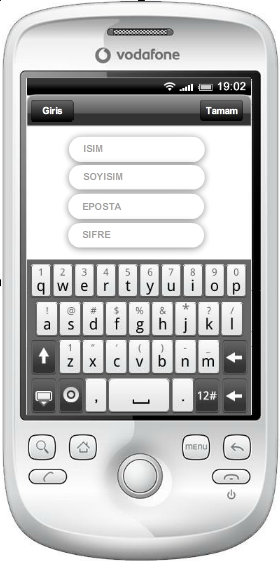 vodafone
19:02
Giris Tamam
ISIM
SOYISIM
EPOSTA
SIFRE
1 2 3 4 5 6 7 8 9 0
q w e r t y u i o p
! @ # $ % & * ? /
a s d f g h j k l
_ " ' ( ) - _
z x c v b n m
, . 12#
MENU